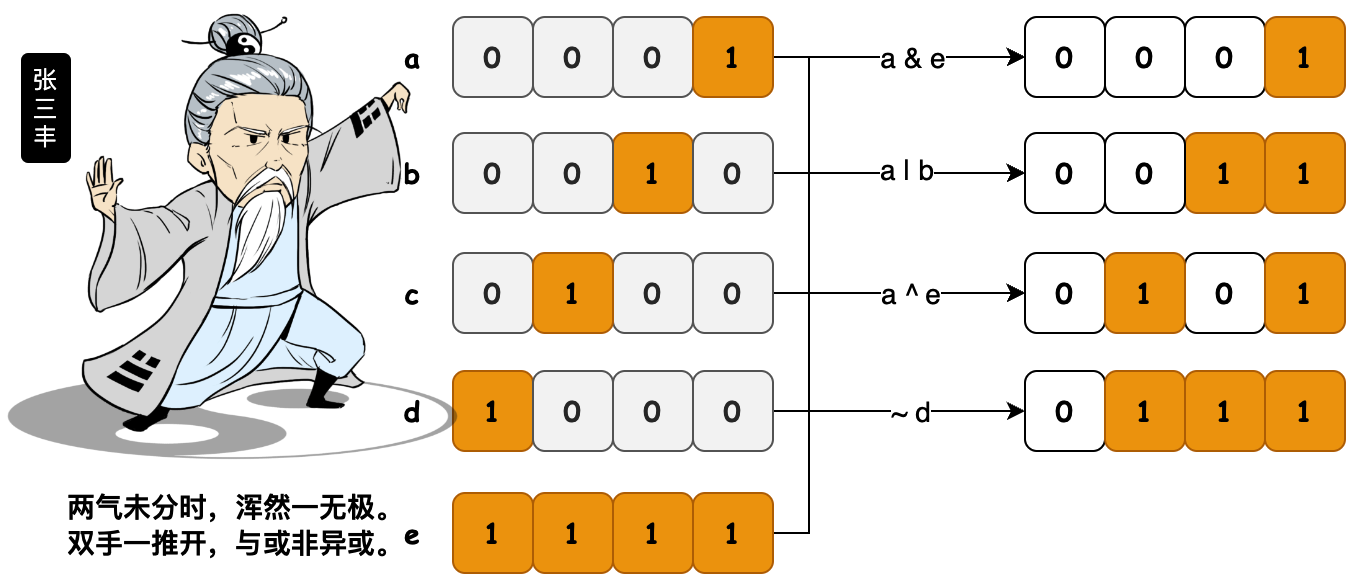 张三丰
a 0 0 0 1 a & e 0 0 0 1
b 0 0 1 0 a | b 0 0 1 1
c 0 1 0 0 a ^ e 0 1 0 1
d 1 0 0 0 ~ d 0 1 1 1
e 1 1 1 1
两气未分时，浑然一无极。
双手一推开，与或非异或。